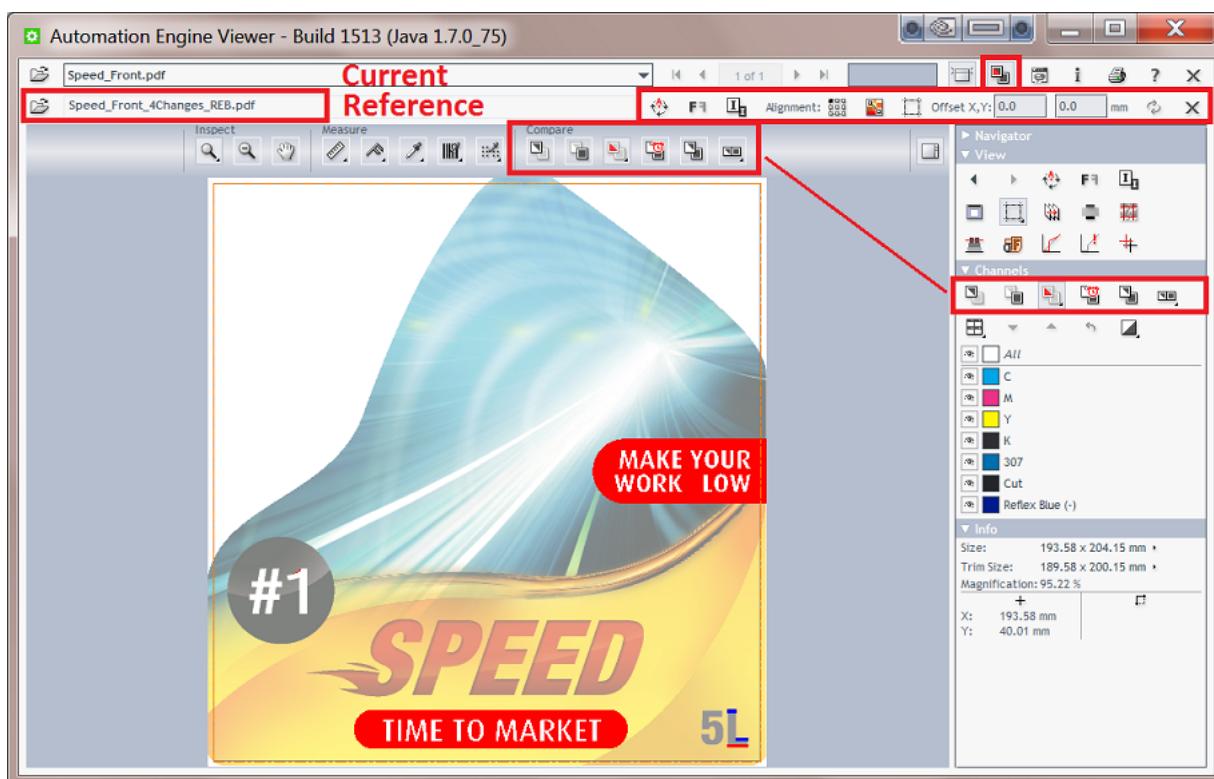 Automation Engine Viewer - Build 1513 (Java 1.7.0_75)
Speed_Front.pdf
Current
1 of 1
Speed_Front_4Changes_REB.pdf
Reference
Alignment:
Offset X,Y: 0.0 0.0 mm
Inspect
Measure
Compare
Navigator
View
Channels
All
C
M
Y
K
307
Cut
Reflex Blue (-)
Info
Size: 193.58 x 204.15 mm
Trim Size: 189.58 x 200.15 mm
Magnification: 95.22 %
X: 193.58 mm
Y: 40.01 mm
MAKE YOUR
WORK LOW
#1
SPEED
TIME TO MARKET
5L